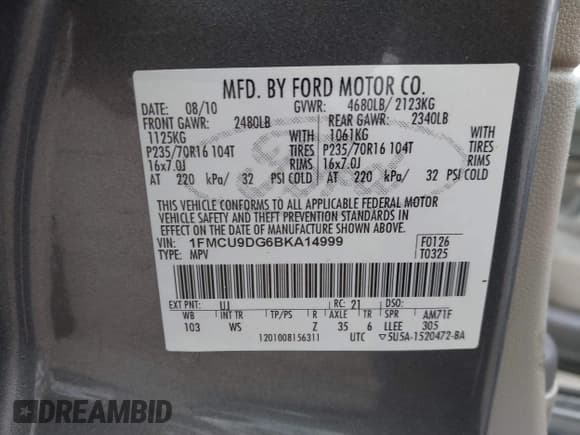 MFD. BY FORD MOTOR CO.
DATE: 08/10 GVWR: 4680LB/ 2123KG
FRONT GAWR: 2480LB REAR GAWR: 2340LB
1125KG WITH 1061KG WITH
P235/70R16 104T TIRES P235/70R16 104T TIRES
16x7.0J RIMS 16x7.0J RIMS
AT 220 kPa/ 32 PSI COLD AT 220 kPa/ 32 PSI COLD
THIS VEHICLE CONFORMS TO ALL APPLICABLE FEDERAL MOTOR
VEHICLE SAFETY AND THEFT PREVENTION STANDARDS IN
EFFECT ON THE DATE OF MANUFACTURE SHOWN ABOVE.
VIN: 1FMCU9DG6BKA14999 F0126
TYPE: MPV T0325
EXT PNT: UJ RC: 21 DSO:
WB INT TR TP/PS R AXLE TR SPR AM71F
103 WS Z 35 6 LLEE 305
1201008156311 UTC ▽5U5A-1520472-BA
DREAMBID